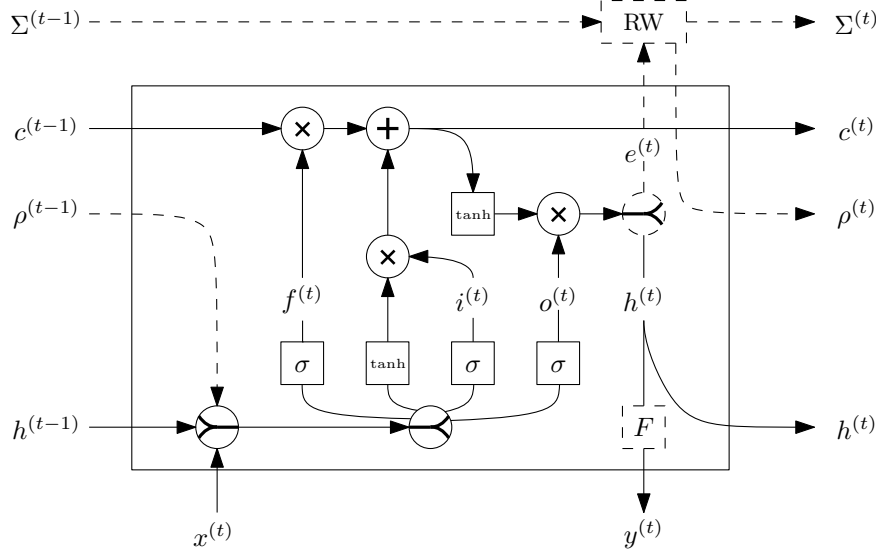 Σ^(t−1) RW Σ^(t)
c^(t−1) × + c^(t)
e^(t)
ρ^(t−1) tanh × ρ^(t)
×
f^(t) i^(t) o^(t) h^(t)
σ tanh σ σ
h^(t−1) F h^(t)
x^(t) y^(t)